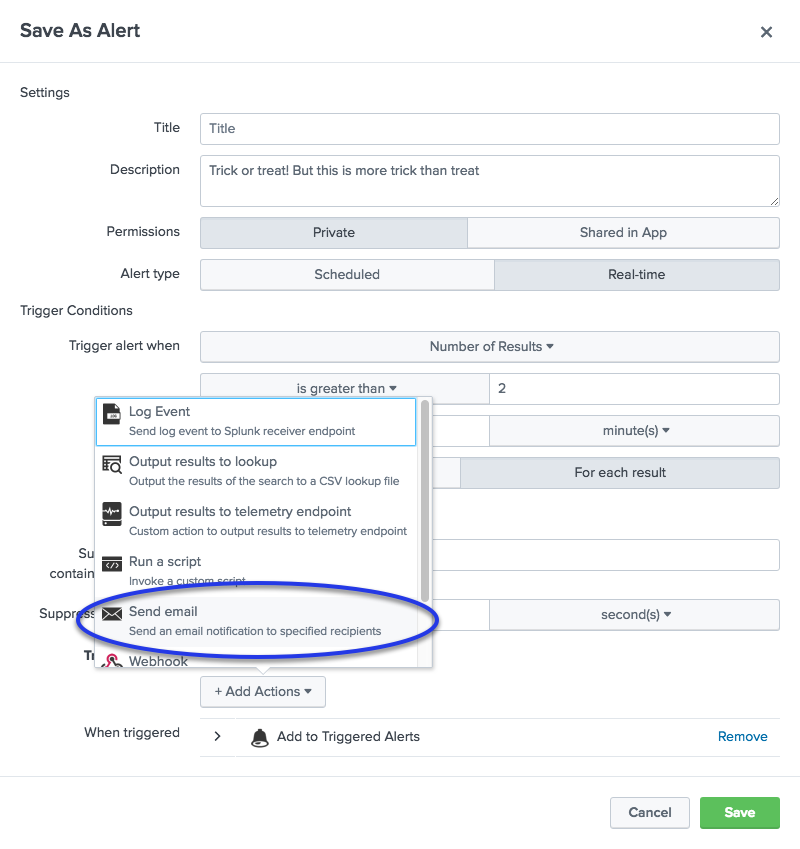 Save As Alert
Settings
Title
Title
Description
Trick or treat! But this is more trick than treat
Permissions
Private
Shared in App
Alert type
Scheduled
Real-time
Trigger Conditions
Trigger alert when
Number of Results
is greater than
2
minute(s)
For each result
Log Event
Send log event to Splunk receiver endpoint
Output results to lookup
Output the results of the search to a CSV lookup file
Output results to telemetry endpoint
Custom action to output results to telemetry endpoint
Run a script
Invoke a custom script
Su
contain
Suppress
second(s)
Send email
Send an email notification to specified recipients
Tr
Webhook
+ Add Actions
When triggered
Add to Triggered Alerts
Remove
Cancel
Save